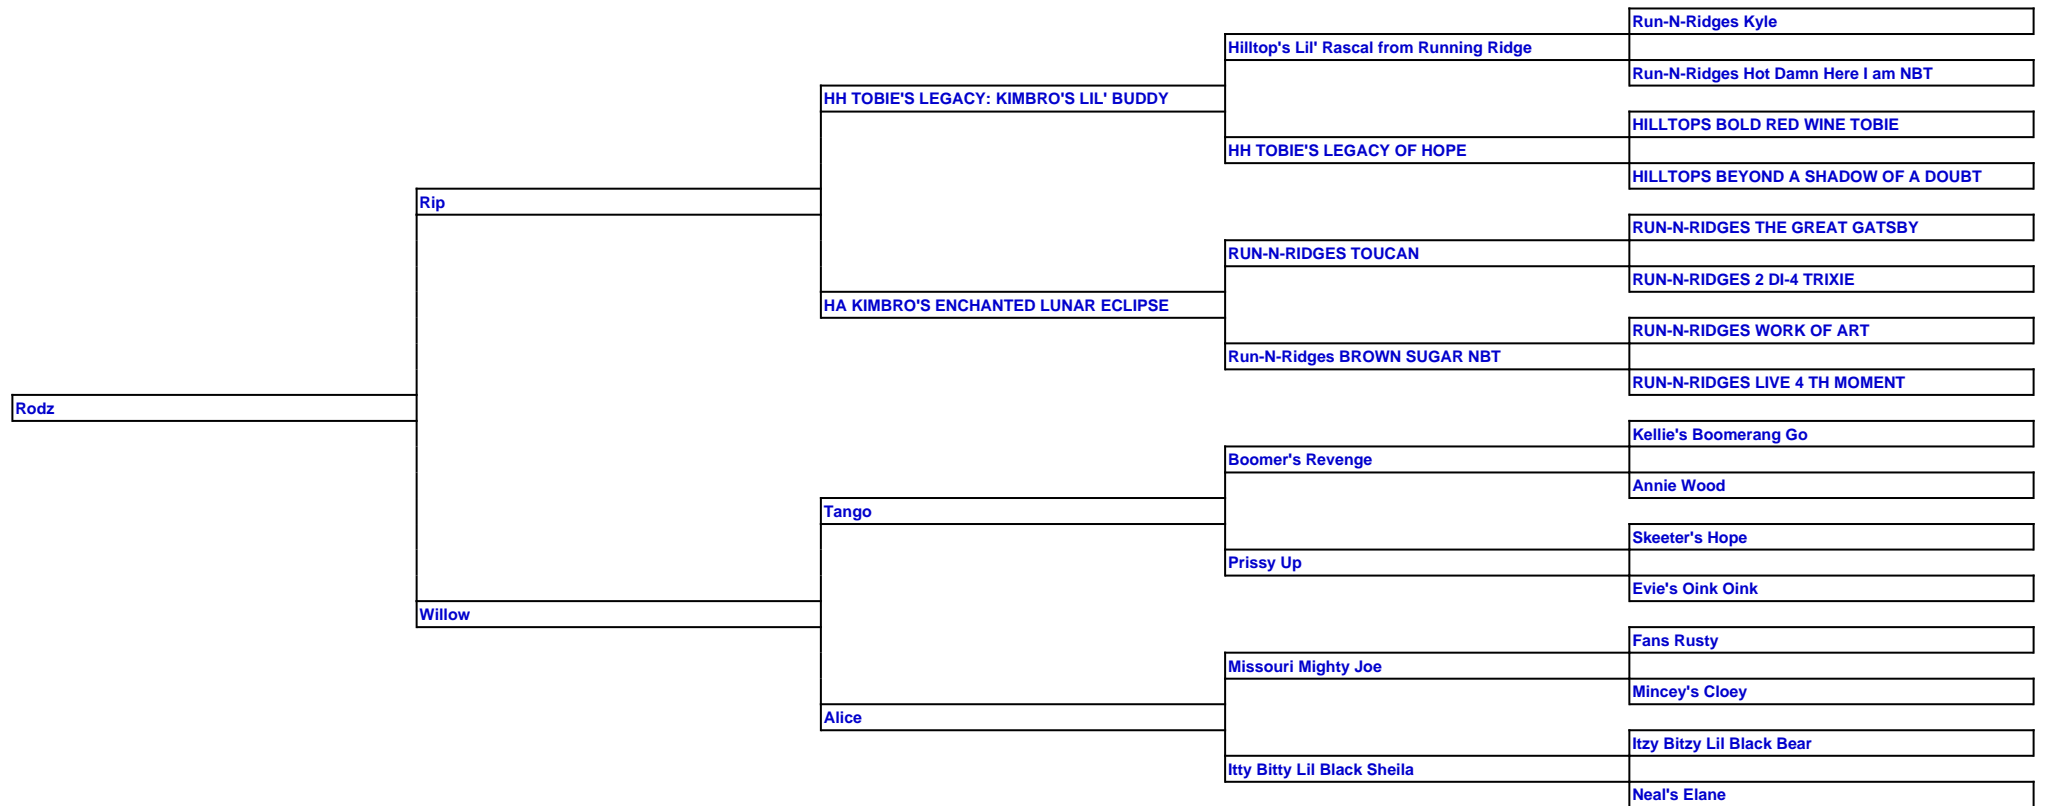 Run-N-Ridges Kyle
Hilltop's Lil' Rascal from Running Ridge
Run-N-Ridges Hot Damn Here I am NBT
HH TOBIE'S LEGACY: KIMBRO'S LIL' BUDDY
HILLTOPS BOLD RED WINE TOBIE
HH TOBIE'S LEGACY OF HOPE
HILLTOPS BEYOND A SHADOW OF A DOUBT
Rip
RUN-N-RIDGES THE GREAT GATSBY
RUN-N-RIDGES TOUCAN
RUN-N-RIDGES 2 DI-4 TRIXIE
HA KIMBRO'S ENCHANTED LUNAR ECLIPSE
RUN-N-RIDGES WORK OF ART
Run-N-Ridges BROWN SUGAR NBT
RUN-N-RIDGES LIVE 4 TH MOMENT
Rodz
Kellie's Boomerang Go
Boomer's Revenge
Annie Wood
Tango
Skeeter's Hope
Prissy Up
Evie's Oink Oink
Willow
Fans Rusty
Missouri Mighty Joe
Mincey's Cloey
Alice
Itzy Bitzy Lil Black Bear
Itty Bitty Lil Black Sheila
Neal's Elane